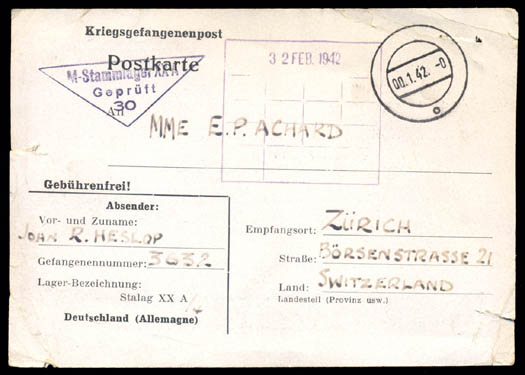 Kriegsgefangenenpost
Postkarte
M-Stammlager XX A
Geprüft
30
An
3 2 FEB. 1942
00.1.42.-0
MME E.P. ACHARD
Gebührenfrei!
Absender:
Vor- und Zuname:
JOHN R. HESLOP
Gefangenennummer: 3632
Lager-Bezeichnung:
Stalag XX A
Deutschland (Allemagne)
Empfangsort: ZÜRICH
Straße: BÖRSENSTRASSE 21
Land: SWITZERLAND
Landesteil (Provinz usw.)